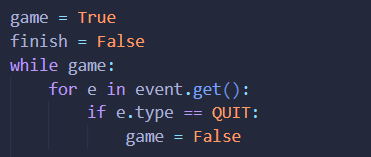 game = True
finish = False
while game:
    for e in event.get():
        if e.type == QUIT:
            game = False